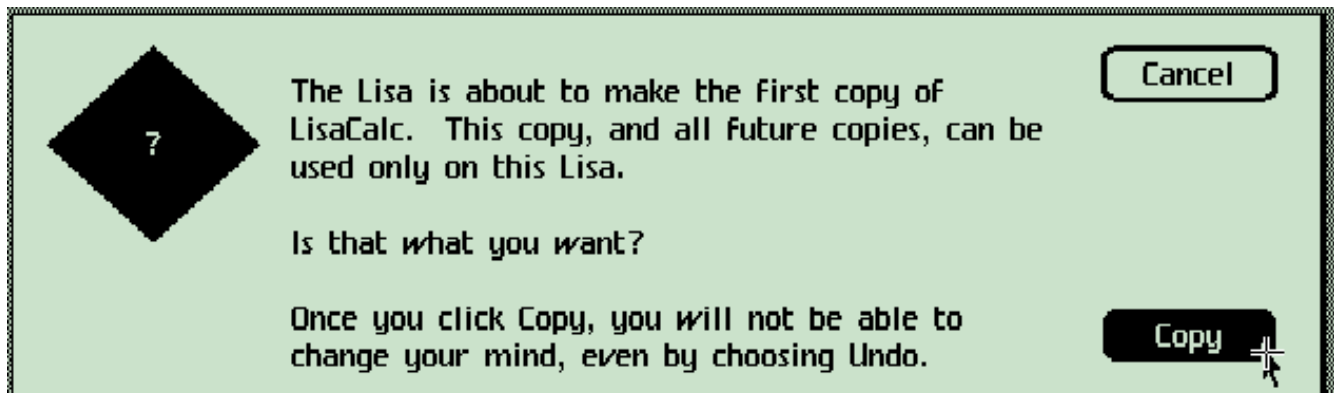 Cancel
?
The Lisa is about to make the first copy of
LisaCalc.  This copy, and all future copies, can be
used only on this Lisa.
Is that what you want?
Once you click Copy, you will not be able to
change your mind, even by choosing Undo.
Copy